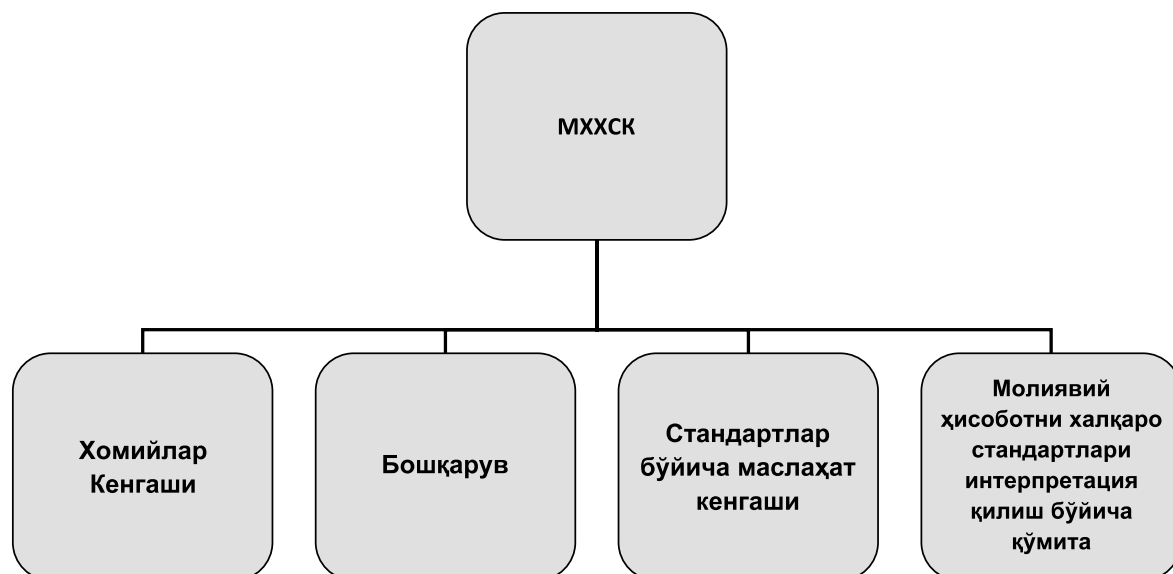 МХХСК
Хомийлар
Кенгаши
Бошқарув
Стандартлар
бўйича маслаҳат
кенгаши
Молиявий
ҳисоботни халқаро
стандартлари
интерпретация
қилиш бўйича
қўмита